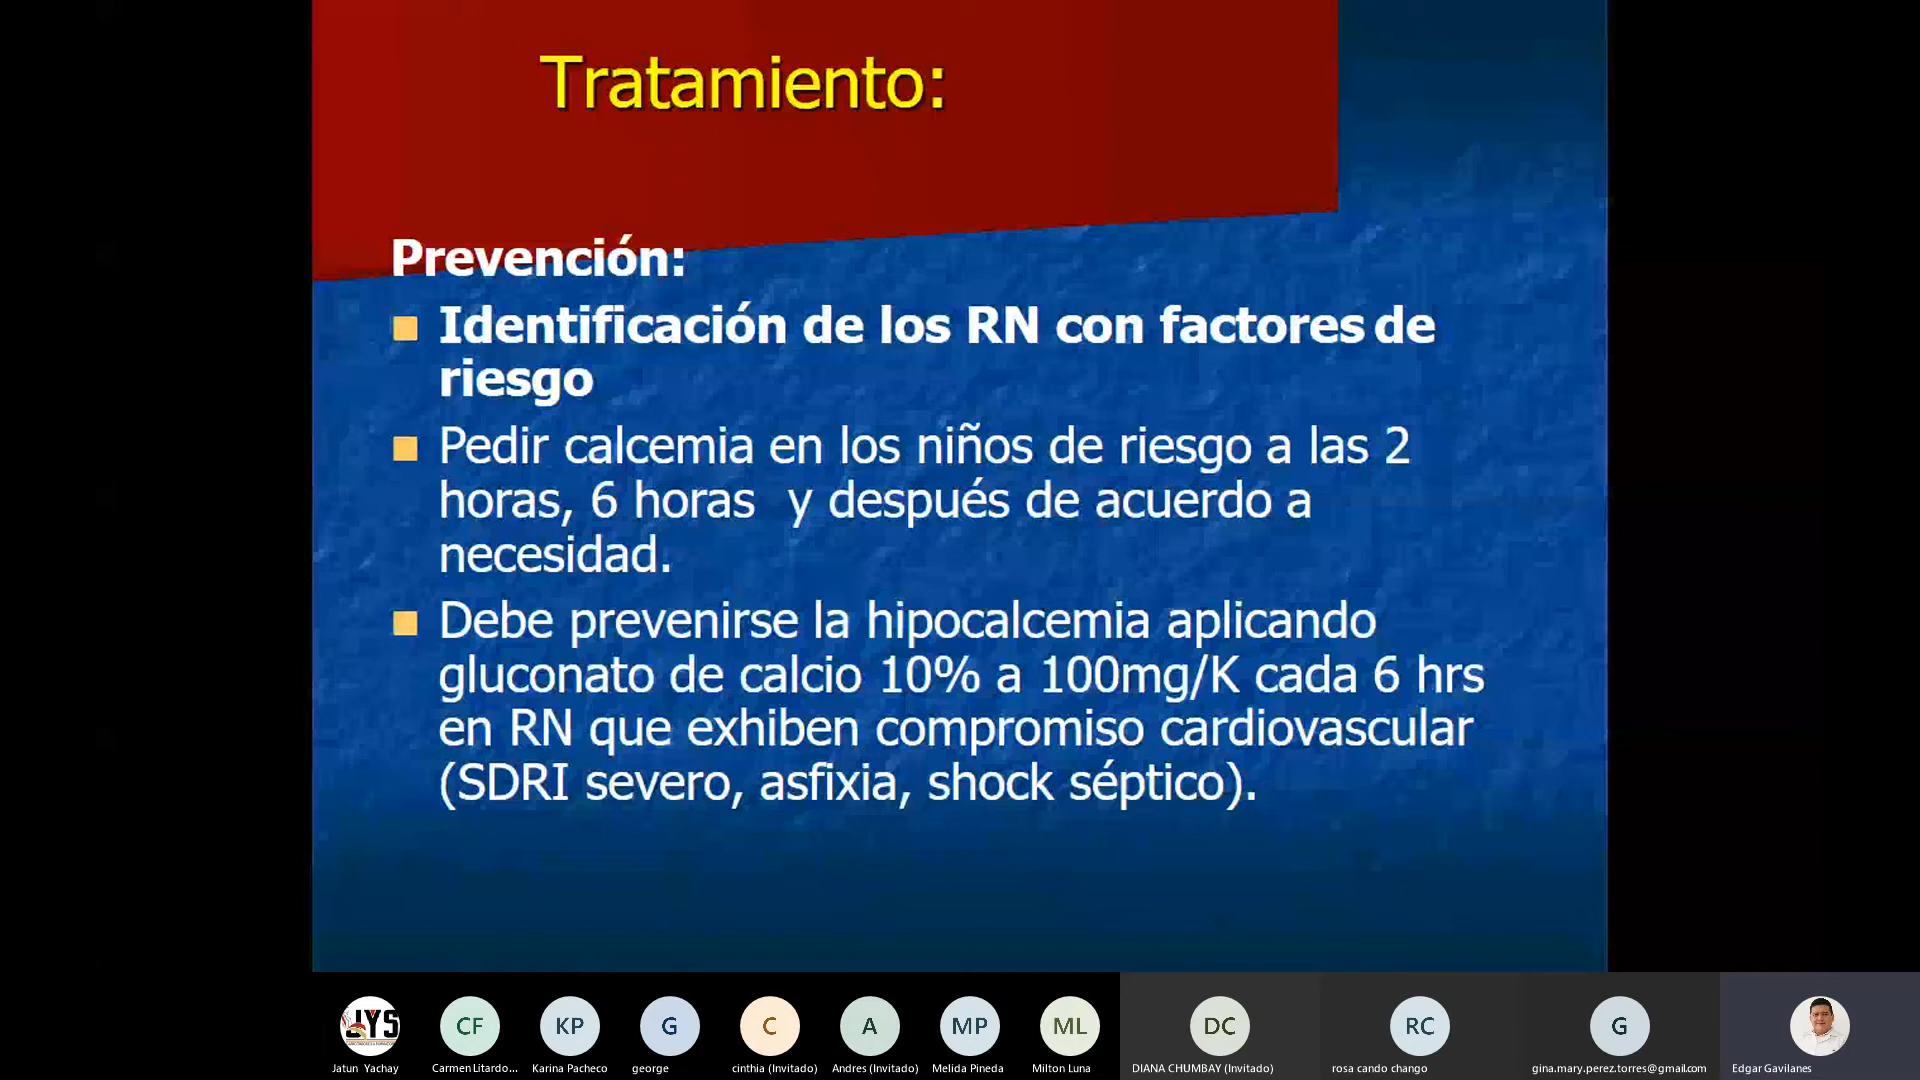 Tratamiento:
Prevención:
Identificación de los RN con factores de
riesgo
Pedir calcemia en los niños de riesgo a las 2
horas, 6 horas y después de acuerdo a
necesidad.
Debe prevenirse la hipocalcemia aplicando
gluconato de calcio 10% a 100mg/K cada 6 hrs
en RN que exhiben compromiso cardiovascular
(SDRI severo, asfixia, shock séptico).
JYS
CF
KP
G
C
A
MP
ML
DC
RC
G
Jatun Yachay
Carmen Litardo...
Karina Pacheco
george
cinthia (Invitado)
Andres (Invitado)
Melida Pineda
Milton Luna
DIANA CHUMBAY (Invitado)
rosa cando chango
gina.mary.perez.torres@gmail.com
Edgar Gavilanes